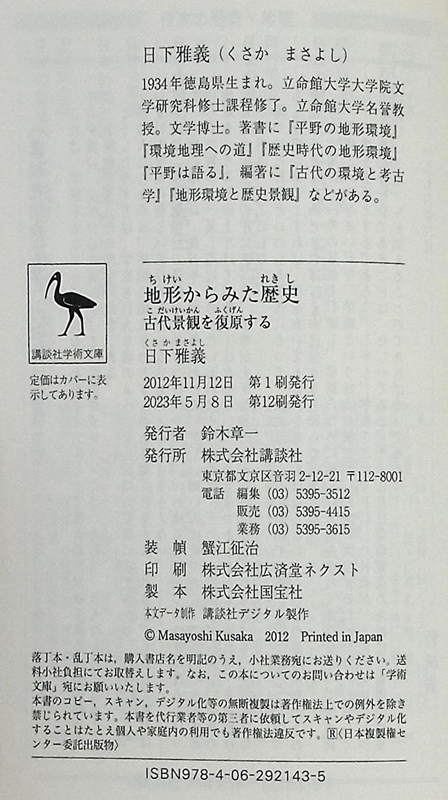 日下雅義（くさか　まさよし）
1934年徳島県生まれ。立命館大学大学院文
学研究科修士課程修了。立命館大学名誉教
授。文学博士。著書に『平野の地形環境』
『環境地理への道』『歴史時代の地形環境』
『平野は語る』，編著に『古代の環境と考古
学』『地形環境と歴史景観』などがある。
講談社学術文庫
定価はカバーに表
示してあります。
ちけい　れきし
地形からみた歴史
こだいけいかん　ふくげん
古代景観を復原する
くさかまさよし
日下雅義
2012年11月12日　第1刷発行
2023年5月8日　第12刷発行
発行者　鈴木章一
発行所　株式会社講談社
東京都文京区音羽2-12-21 〒112-8001
電話　編集 (03) 5395-3512
販売 (03) 5395-4415
業務 (03) 5395-3615
装　幀　蟹江征治
印　刷　株式会社広済堂ネクスト
製　本　株式会社国宝社
本文データ制作　講談社デジタル製作
© Masayoshi Kusaka　2012　Printed in Japan
落丁本・乱丁本は，購入書店名を明記のうえ，小社業務宛にお送りください。送
料小社負担にてお取替えします。なお，この本についてのお問い合わせは「学術
文庫」宛にお願いいたします。
本書のコピー，スキャン，デジタル化等の無断複製は著作権法上での例外を除き
禁じられています。本書を代行業者等の第三者に依頼してスキャンやデジタル化
することはたとえ個人や家庭内の利用でも著作権法違反です。Ⓡ〈日本複製権セ
ンター委託出版物〉
ISBN978-4-06-292143-5